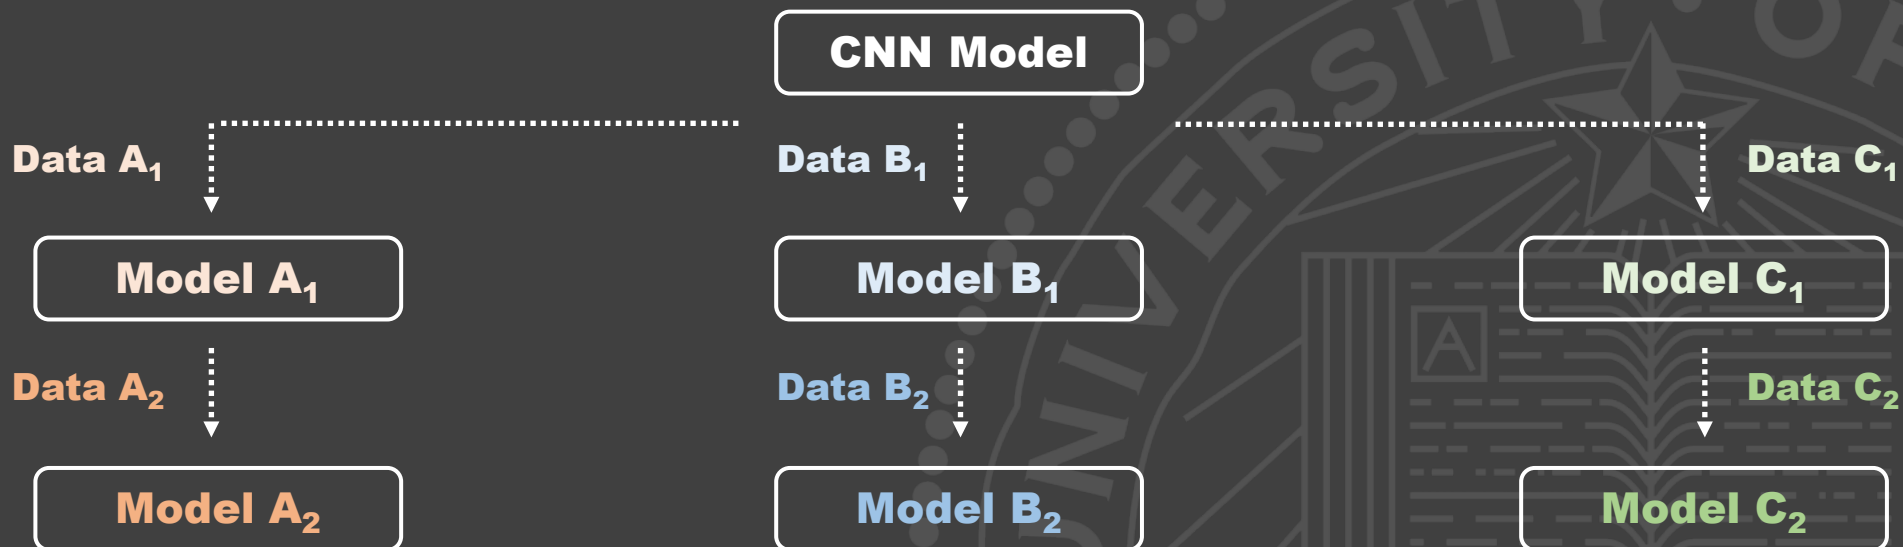 CNN Model
Data A₁ Data B₁ Data C₁
Model A₁ Model B₁ Model C₁
Data A₂ Data B₂ Data C₂
Model A₂ Model B₂ Model C₂
UNIVERSITY
A